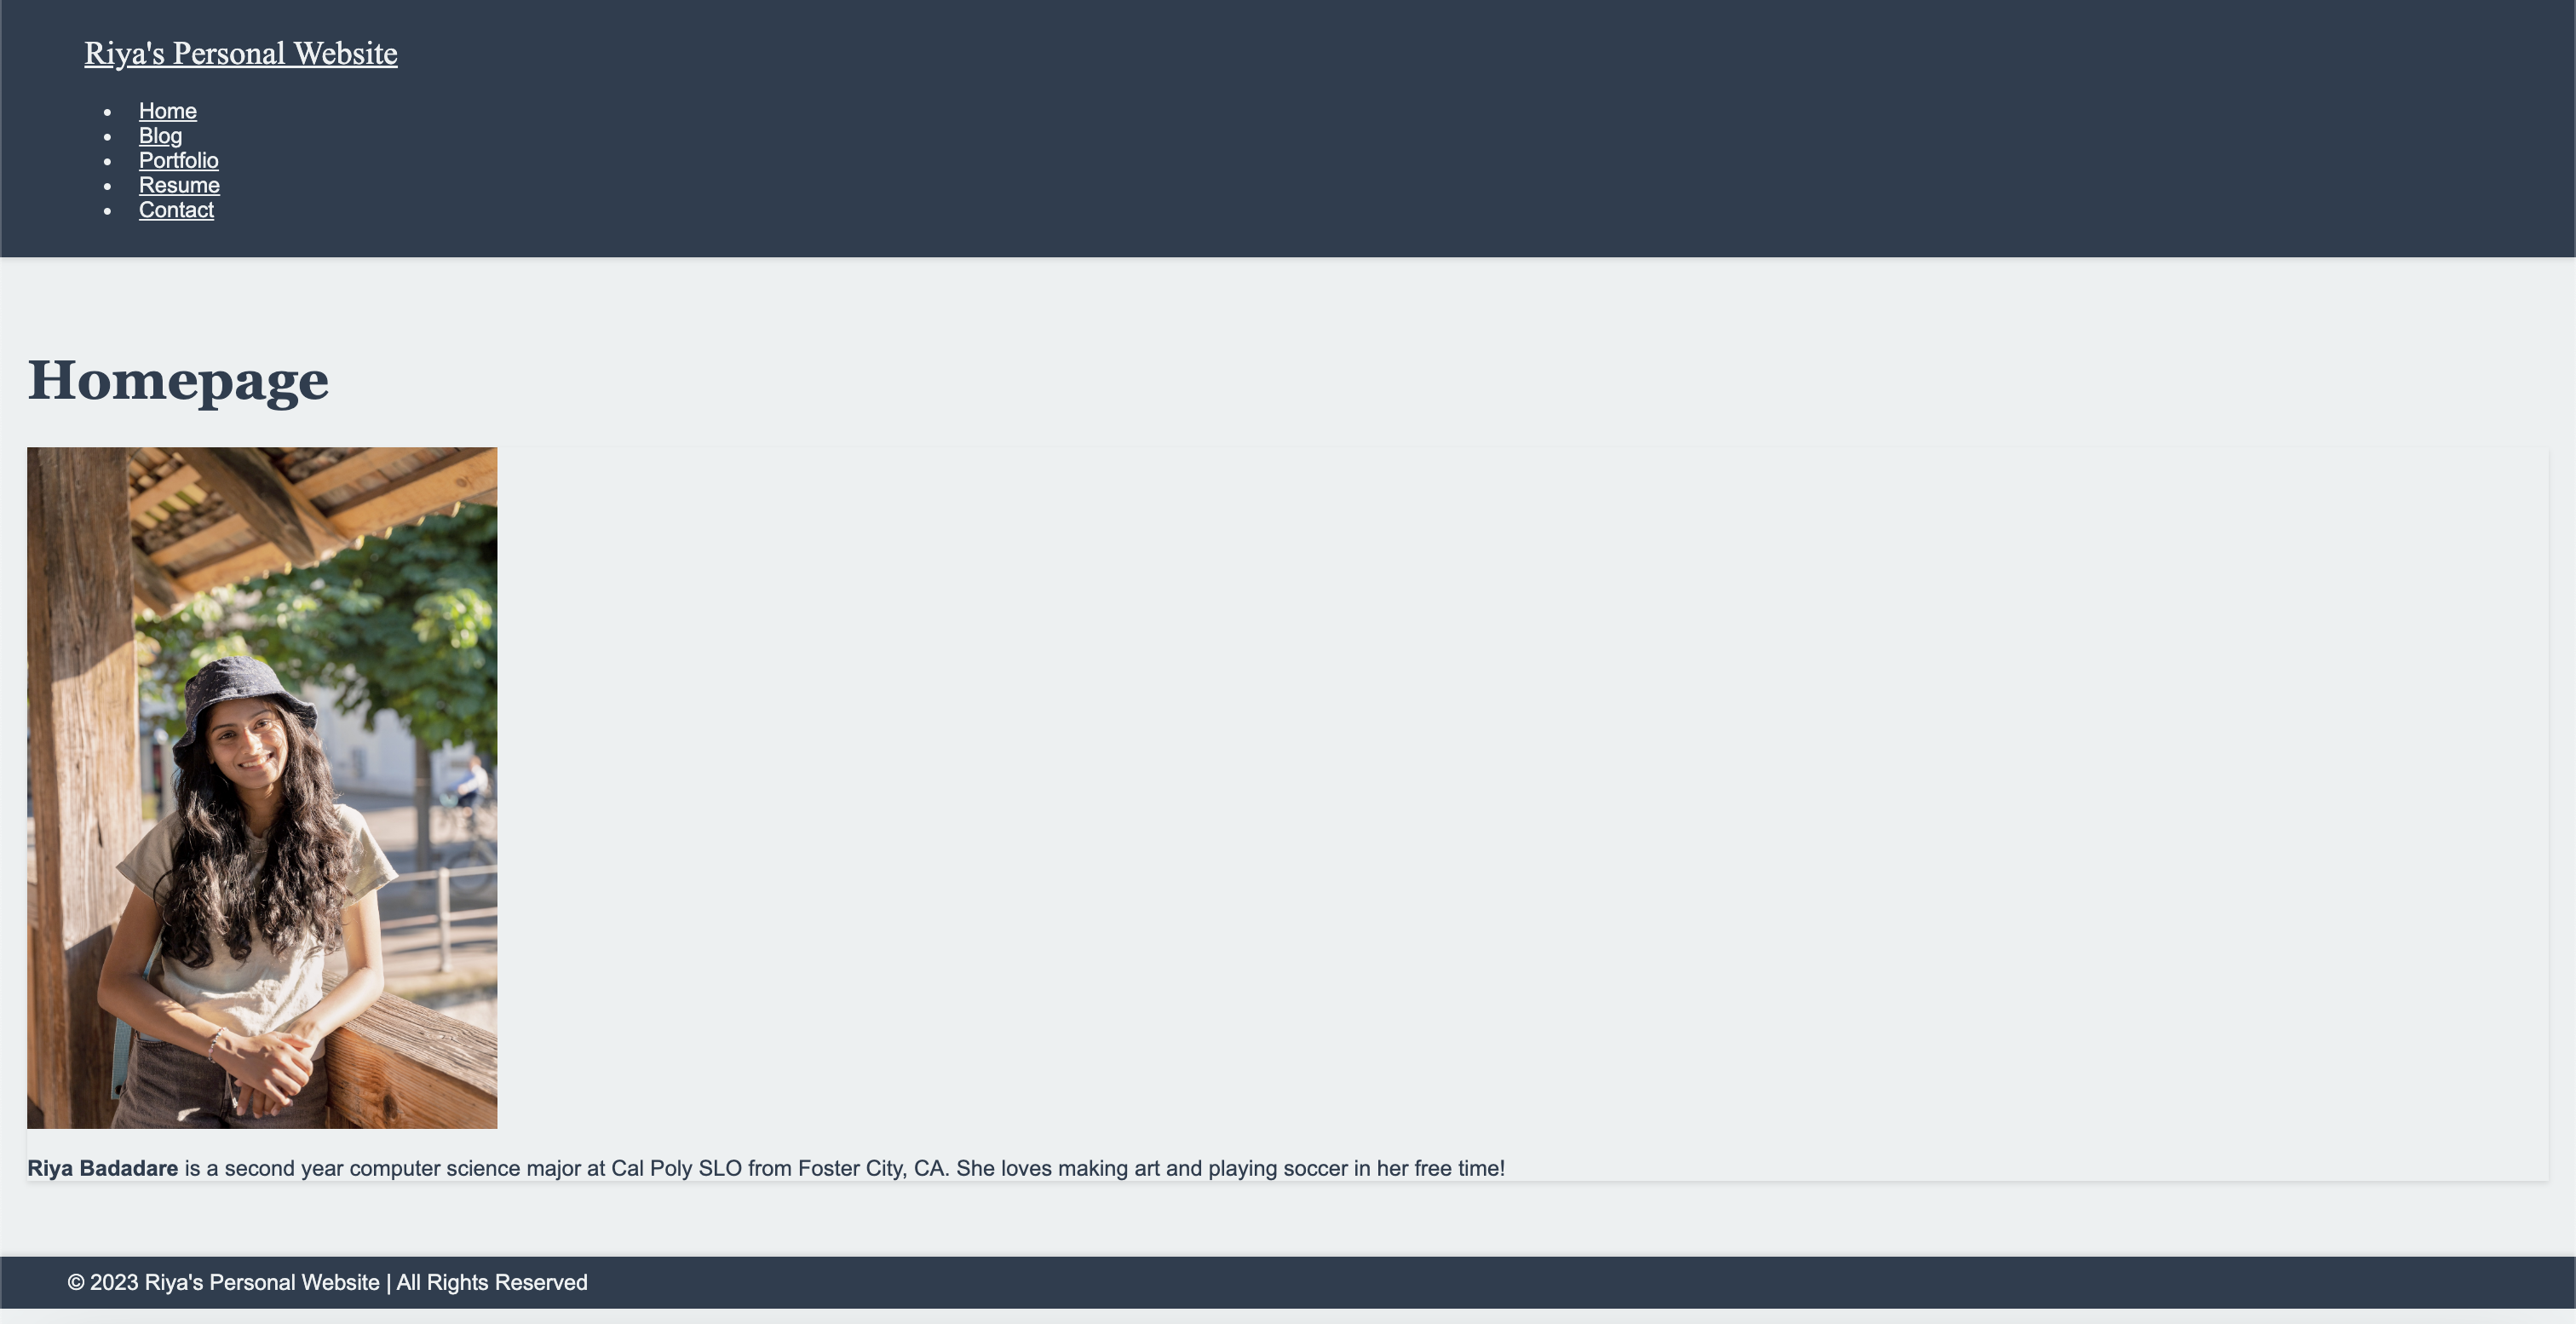 Riya's Personal Website
Home
Blog
Portfolio
Resume
Contact
Homepage
Riya Badadare is a second year computer science major at Cal Poly SLO from Foster City, CA. She loves making art and playing soccer in her free time!
© 2023 Riya's Personal Website | All Rights Reserved